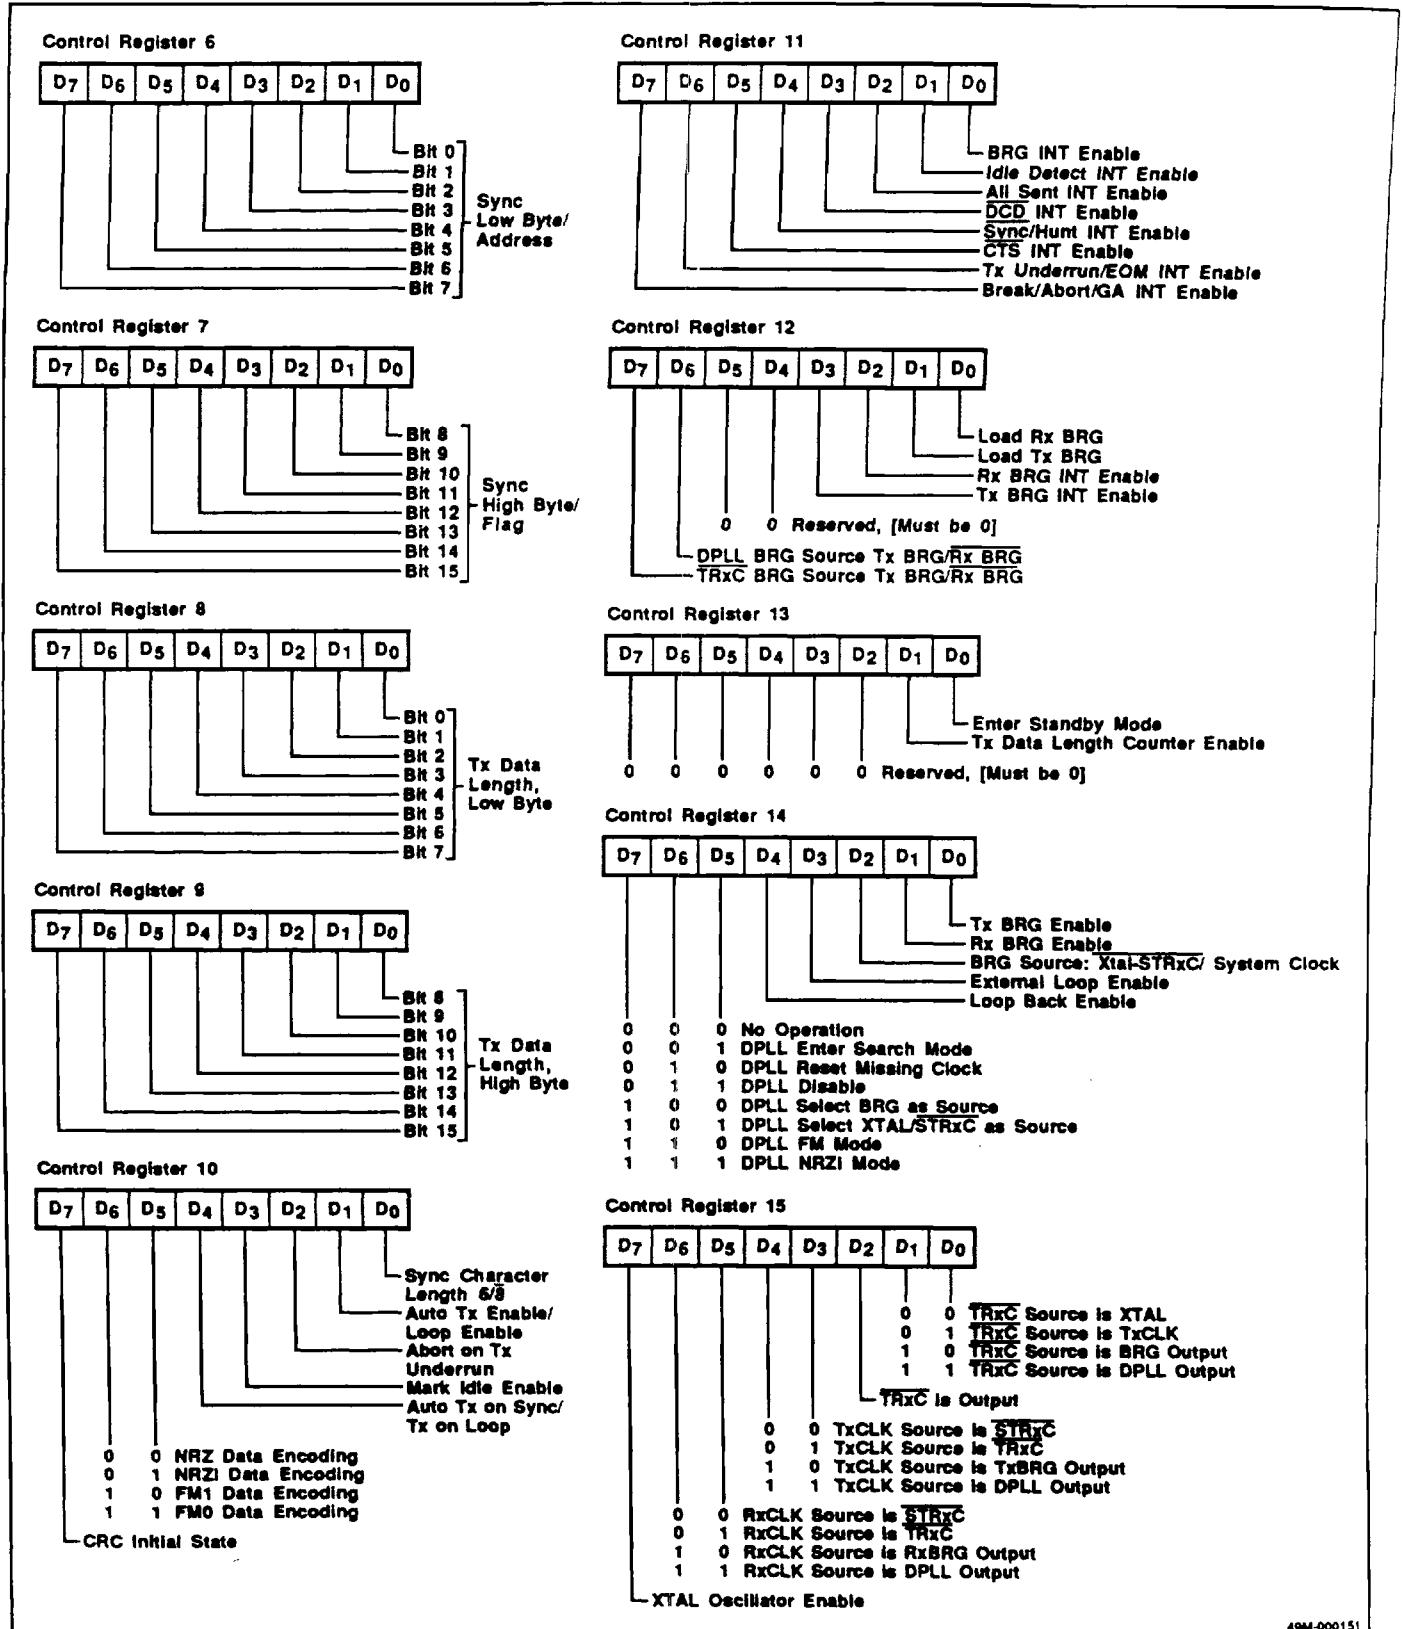 Control Register 6
D7 D6 D5 D4 D3 D2 D1 D0
Bit 0
Bit 1
Bit 2
Bit 3
Bit 4
Bit 5
Bit 6
Bit 7
Sync
Low Byte/
Address
Control Register 7
D7 D6 D5 D4 D3 D2 D1 D0
Bit 8
Bit 9
Bit 10
Bit 11
Bit 12
Bit 13
Bit 14
Bit 15
Sync
High Byte/
Flag
Control Register 8
D7 D6 D5 D4 D3 D2 D1 D0
Bit 0
Bit 1
Bit 2
Bit 3
Bit 4
Bit 5
Bit 6
Bit 7
Tx Data
Length,
Low Byte
Control Register 9
D7 D6 D5 D4 D3 D2 D1 D0
Bit 8
Bit 9
Bit 10
Bit 11
Bit 12
Bit 13
Bit 14
Bit 15
Tx Data
Length,
High Byte
Control Register 10
D7 D6 D5 D4 D3 D2 D1 D0
Sync Character
Length 6/8̅
Auto Tx Enable/
Loop Enable
Abort on Tx
Underrun
Mark Idle Enable
Auto Tx on Sync/
Tx on Loop
0 0 NRZ Data Encoding
0 1 NRZI Data Encoding
1 0 FM1 Data Encoding
1 1 FM0 Data Encoding
CRC Initial State
Control Register 11
D7 D6 D5 D4 D3 D2 D1 D0
BRG INT Enable
Idle Detect INT Enable
All Sent INT Enable
D̅C̅D̅ INT Enable
S̅y̅n̅c̅/Hunt INT Enable
C̅T̅S̅ INT Enable
Tx Underrun/EOM INT Enable
Break/Abort/GA INT Enable
Control Register 12
D7 D6 D5 D4 D3 D2 D1 D0
Load Rx BRG
Load Tx BRG
Rx BRG INT Enable
Tx BRG INT Enable
0 0 Reserved, [Must be 0]
DPLL BRG Source Tx BRG/R̅x̅ B̅R̅G̅
T̅R̅x̅C̅ BRG Source Tx BRG/R̅x̅ B̅R̅G̅
Control Register 13
D7 D6 D5 D4 D3 D2 D1 D0
Enter Standby Mode
Tx Data Length Counter Enable
0 0 0 0 0 0 Reserved, [Must be 0]
Control Register 14
D7 D6 D5 D4 D3 D2 D1 D0
Tx BRG Enable
Rx BRG Enable
BRG Source: X̅t̅a̅l̅-̅S̅T̅R̅x̅C̅/ System Clock
External Loop Enable
Loop Back Enable
0 0 0 No Operation
0 0 1 DPLL Enter Search Mode
0 1 0 DPLL Reset Missing Clock
0 1 1 DPLL Disable
1 0 0 DPLL Select BRG as Source
1 0 1 DPLL Select XTAL/S̅T̅R̅x̅C̅ as Source
1 1 0 DPLL FM Mode
1 1 1 DPLL NRZI Mode
Control Register 15
D7 D6 D5 D4 D3 D2 D1 D0
0 0 T̅R̅x̅C̅ Source is XTAL
0 1 T̅R̅x̅C̅ Source is TxCLK
1 0 T̅R̅x̅C̅ Source is BRG Output
1 1 T̅R̅x̅C̅ Source is DPLL Output
T̅R̅x̅C̅ is Output
0 0 TxCLK Source is S̅T̅R̅x̅C̅
0 1 TxCLK Source is T̅R̅x̅C̅
1 0 TxCLK Source is TxBRG Output
1 1 TxCLK Source is DPLL Output
0 0 RxCLK Source is S̅T̅R̅x̅C̅
0 1 RxCLK Source is T̅R̅x̅C̅
1 0 RxCLK Source is RxBRG Output
1 1 RxCLK Source is DPLL Output
XTAL Oscillator Enable
49M-000151